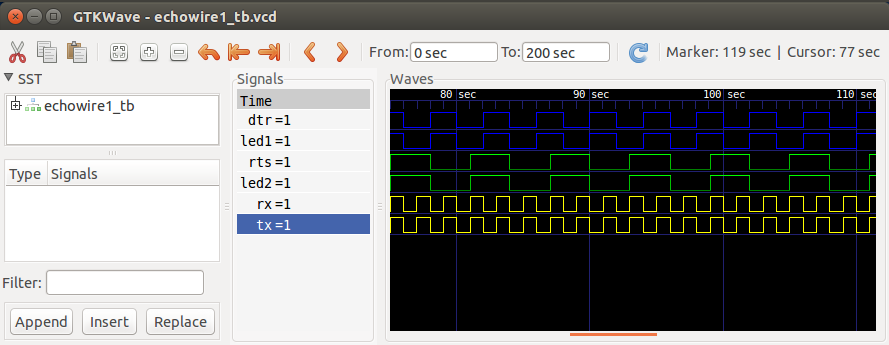 GTKWave - echowire1_tb.vcd
From: 0 sec To: 200 sec Marker: 119 sec | Cursor: 77 sec
SST
echowire1_tb
Type Signals
Filter:
Append Insert Replace
Signals
Time
dtr =1
led1 =1
rts =1
led2 =1
rx =1
tx =1
Waves
80 sec 90 sec 100 sec 110 sec